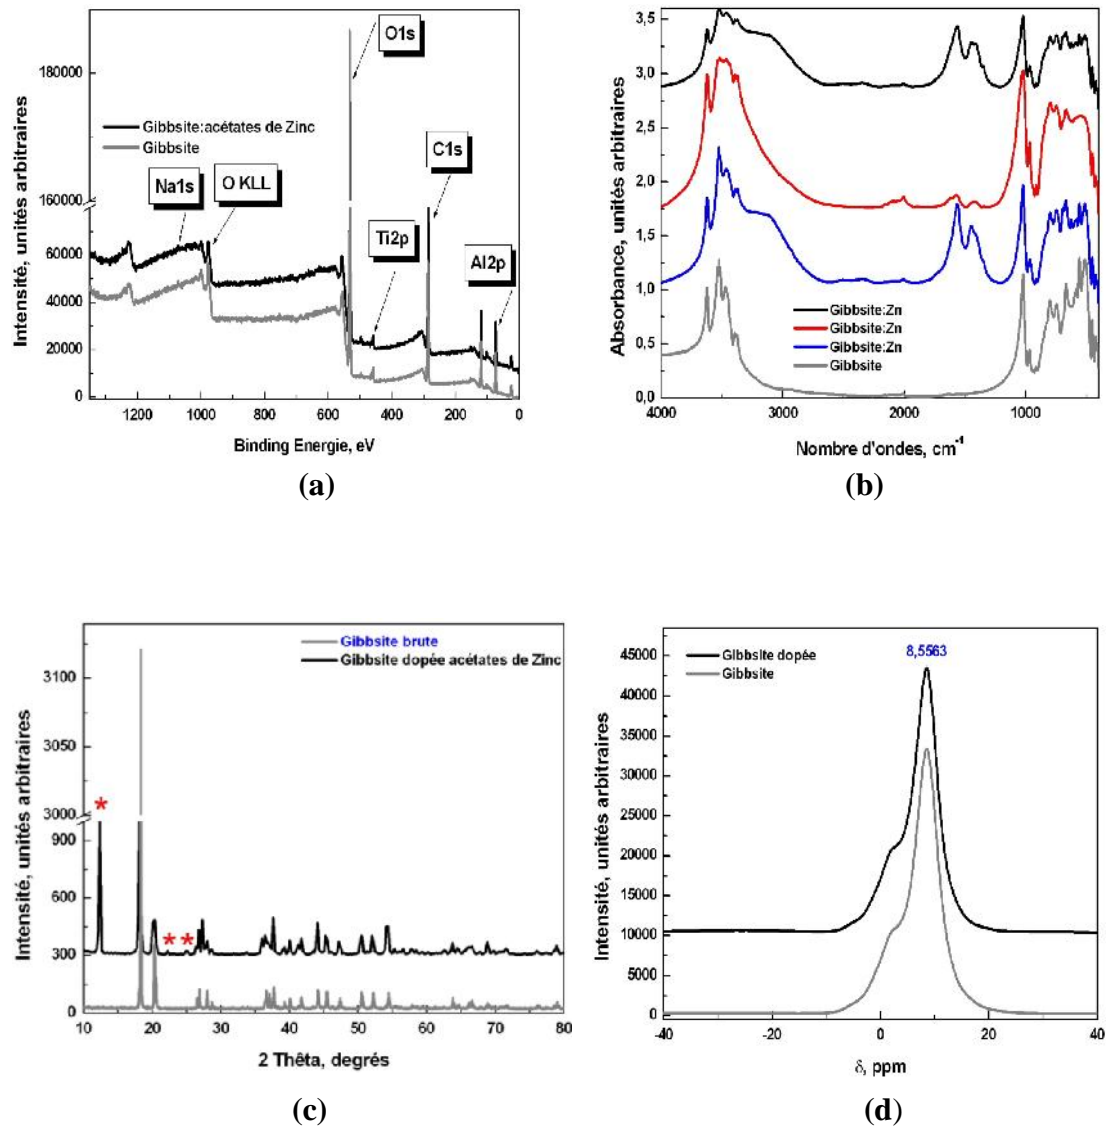 O1s
180000
Gibbsite:acétates de Zinc
Gibbsite
C1s
Na1s
O KLL
160000
Ti2p
Al2p
60000
40000
20000
0
1200 1000 800 600 400 200 0
Intensité, unités arbitraires
Binding Energie, eV
(a)
3,5
3,0
2,5
2,0
1,5
1,0
0,5
0,0
Gibbsite:Zn
Gibbsite:Zn
Gibbsite:Zn
Gibbsite
4000 3000 2000 1000
Absorbance, unités arbitraires
Nombre d'ondes, cm-1
(b)
Gibbsite brute
Gibbsite dopée acétates de Zinc
3100
3050
3000
900
600
300
0
* * *
10 20 30 40 50 60 70 80
Intensité, unités arbitraires
2 Thêta, degrés
(c)
Gibbsite dopée
Gibbsite
8,5563
45000
40000
35000
30000
25000
20000
15000
10000
5000
0
-40 -20 0 20 40
Intensité, unités arbitraires
δ, ppm
(d)